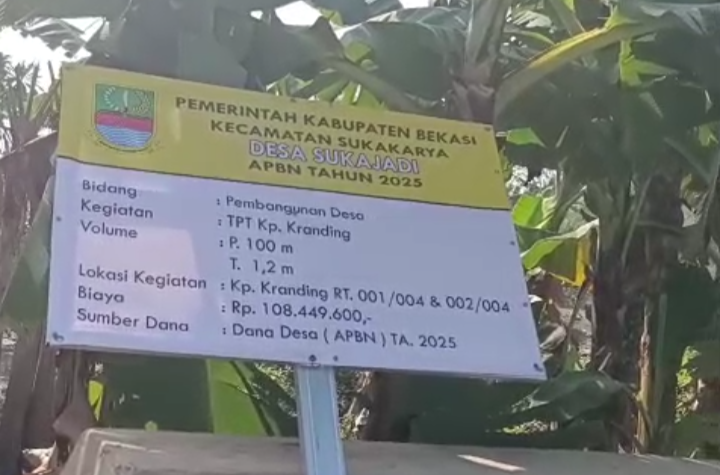 PEMERINTAH KABUPATEN BEKASI
KECAMATAN SUKAKARYA
DESA SUKAJADI
APBN TAHUN 2025
Bidang : Pembangunan Desa
Kegiatan : TPT Kp. Kranding
Volume : P. 100 m
T. 1,2 m
Lokasi Kegiatan : Kp. Kranding RT. 001/004 & 002/004
Biaya : Rp. 108.449.600,-
Sumber Dana : Dana Desa ( APBN ) TA. 2025